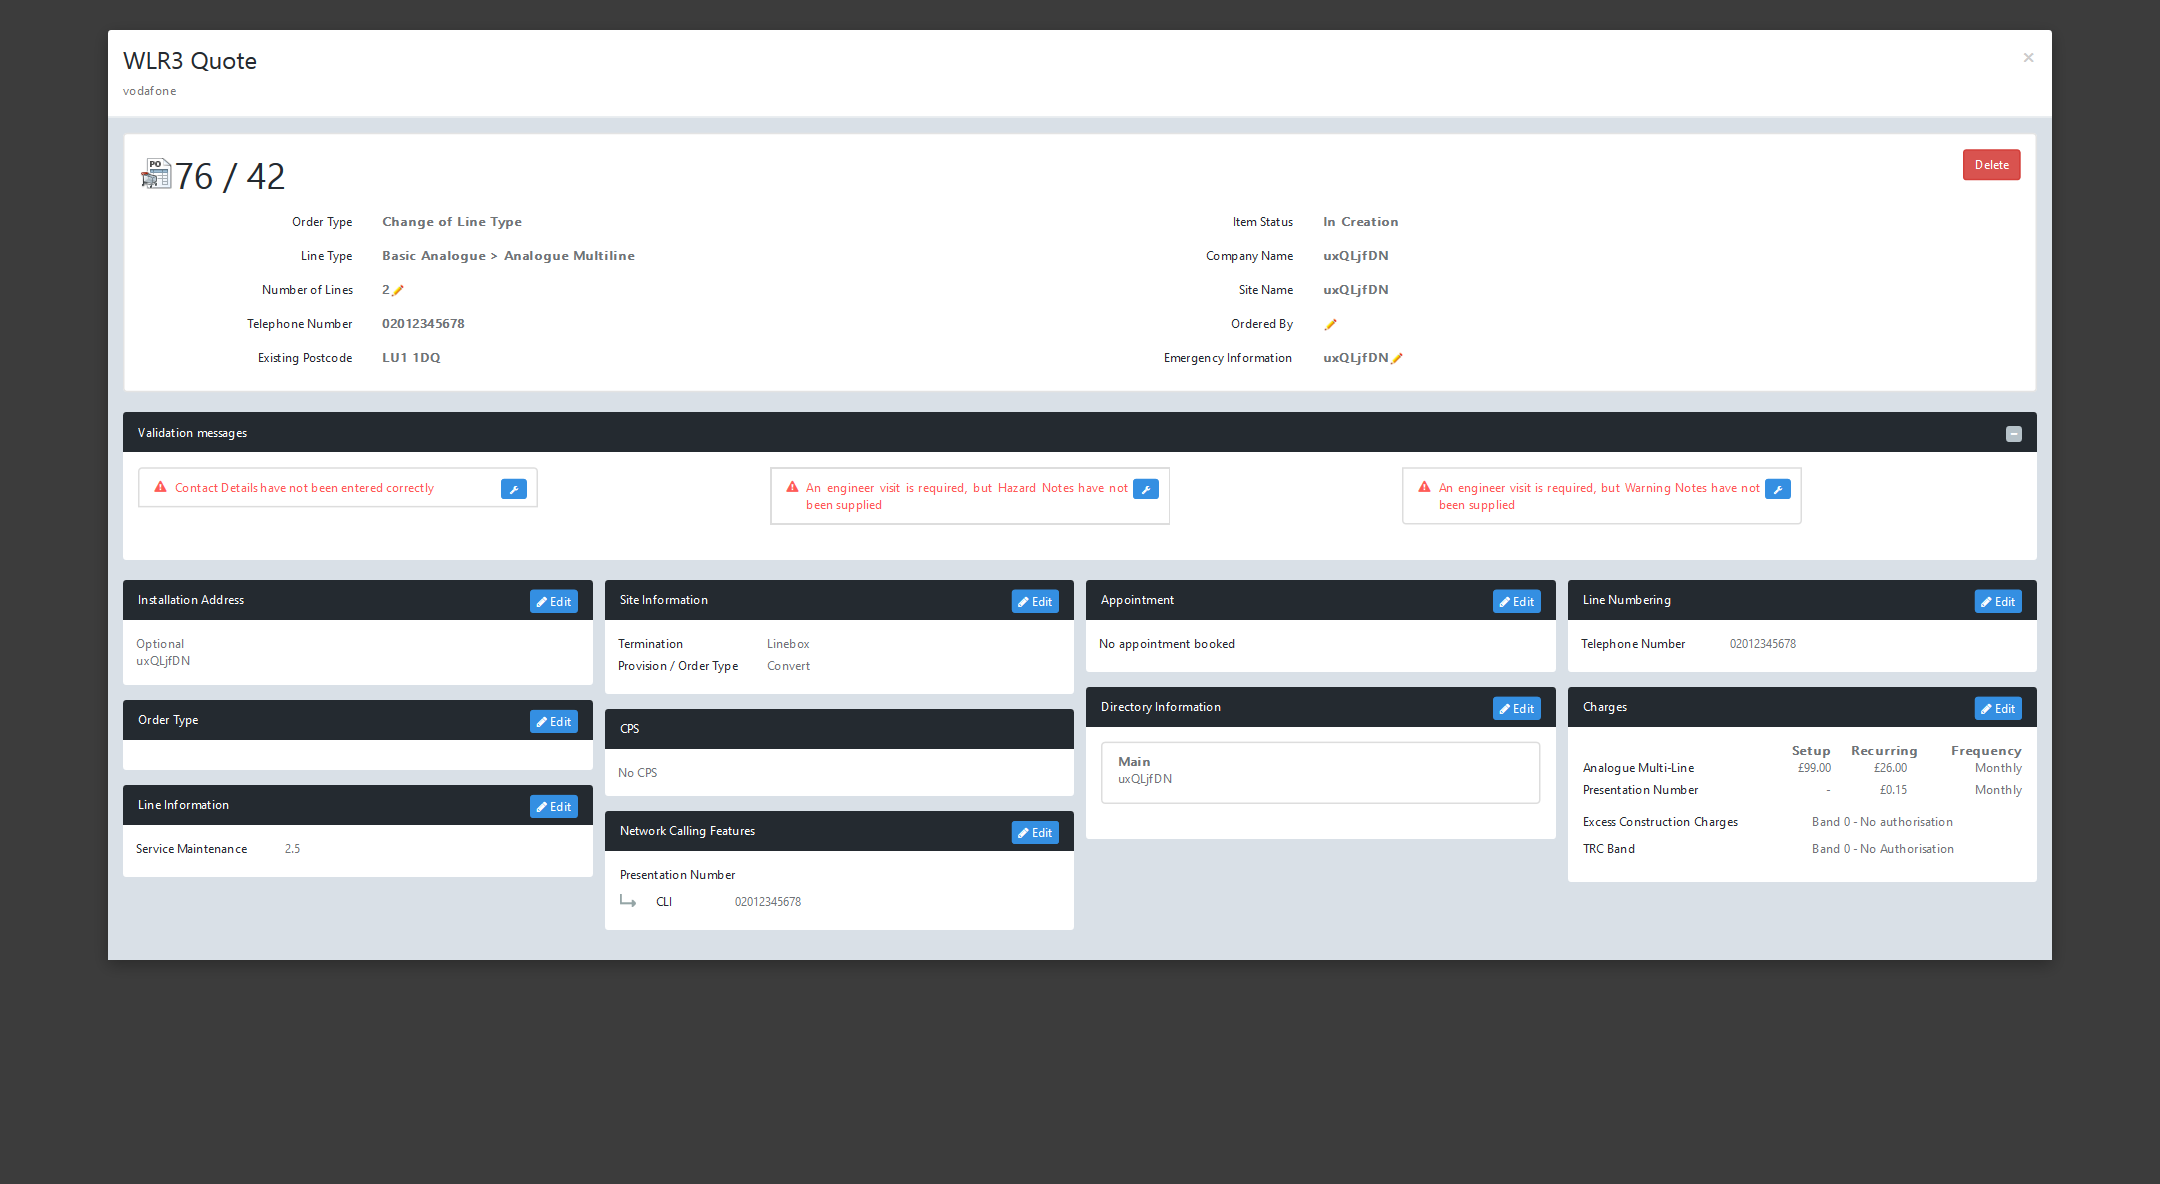 WLR3 Quote
×
vodafone
PO
76 / 42
Delete
Order Type Change of Line Type
Item Status In Creation
Line Type Basic Analogue > Analogue Multiline
Company Name uxQLjfDN
Number of Lines 2
Site Name uxQLjfDN
Telephone Number 02012345678
Ordered By
Existing Postcode LU1 1DQ
Emergency Information uxQLjfDN
Validation messages
Contact Details have not been entered correctly
An engineer visit is required, but Hazard Notes have not
been supplied
An engineer visit is required, but Warning Notes have not
been supplied
Installation Address Edit
Optional
uxQLjfDN
Order Type Edit
Line Information Edit
Service Maintenance 2.5
Site Information Edit
Termination Linebox
Provision / Order Type Convert
CPS
No CPS
Network Calling Features Edit
Presentation Number
CLI 02012345678
Appointment Edit
No appointment booked
Directory Information Edit
Main
uxQLjfDN
Line Numbering Edit
Telephone Number 02012345678
Charges Edit
Setup Recurring Frequency
Analogue Multi-Line £99.00 £26.00 Monthly
Presentation Number - £0.15 Monthly
Excess Construction Charges Band 0 - No authorisation
TRC Band Band 0 - No Authorisation